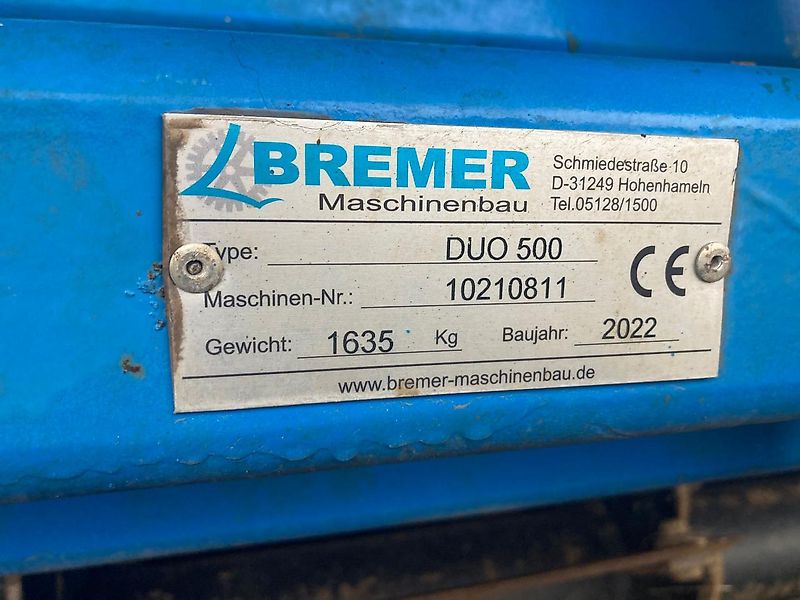 BREMER
Maschinenbau
Schmiedestraße 10
D-31249 Hohenhameln
Tel.05128/1500
Type: DUO 500
Maschinen-Nr.: 10210811
CE
Gewicht: 1635 Kg Baujahr: 2022
www.bremer-maschinenbau.de